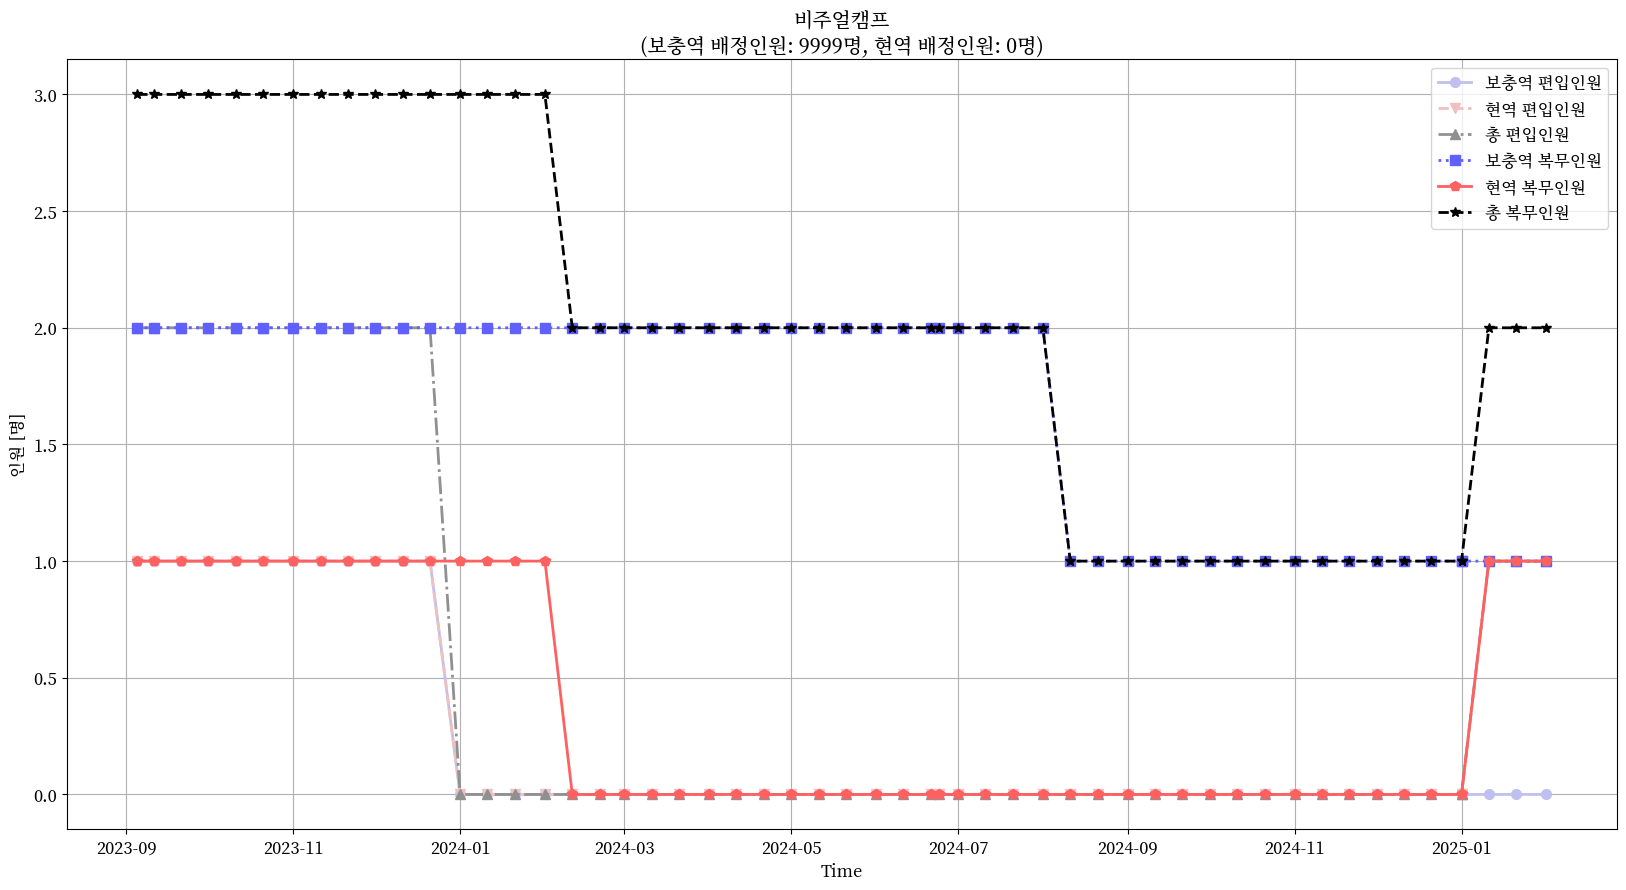 비주얼캠프
(보충역 배정인원: 9999명, 현역 배정인원: 0명)
보충역 편입인원
현역 편입인원
총 편입인원
보충역 복무인원
현역 복무인원
총 복무인원
인원 [명]
3.0
2.5
2.0
1.5
1.0
0.5
0.0
2023-09
2023-11
2024-01
2024-03
2024-05
2024-07
2024-09
2024-11
2025-01
Time